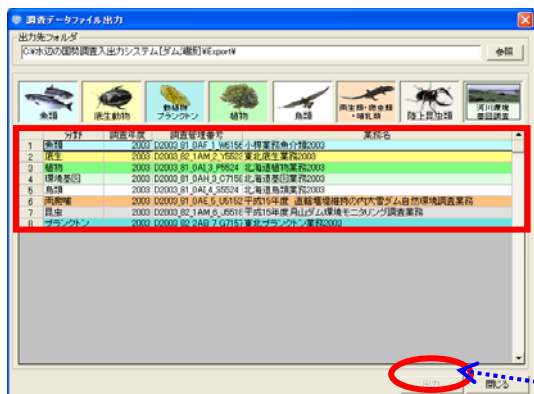 調査データファイル出力
出力先フォルダ
C:¥水辺の国勢調査入出力システム[ダム湖版]¥Export¥
参照
魚類
底生動物
動植物
プランクトン
植物
鳥類
両生類・爬虫類
・哺乳類
陸上昆虫類
河川環境
基図調査
分野 調査年度 調査管理番号 業務名
1 魚類 2003 小樽業務魚介類2003
2 底生 2003 東北底生業務2003
3 植物 2003 北海道植物業務2003
4 環境基図 2003 北海道基図業務2003
5 鳥類 2003 北海道鳥類業務2003
6 両爬哺 2003 平成15年度 直轄堰堤維持の内大雪ダム自然環境調査業務
7 昆虫 2003 平成15年度月山ダム環境モニタリング調査業務
8 プランクトン 2003 東北プランクトン業務2003
出力
閉じる